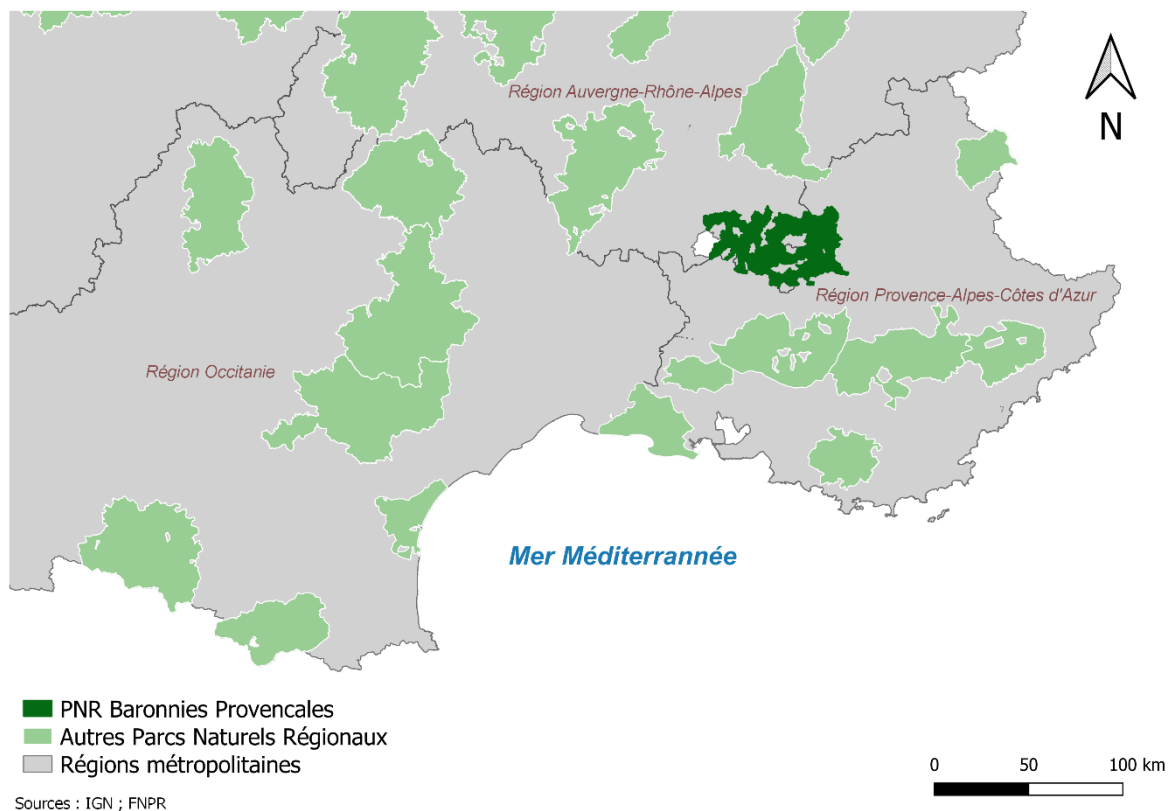 Région Auvergne-Rhône-Alpes
N
Région Provence-Alpes-Côtes d'Azur
Région Occitanie
Mer Méditerrannée
PNR Baronnies Provencales
Autres Parcs Naturels Régionaux
Régions métropolitaines
0 50 100 km
Sources : IGN ; FNPR